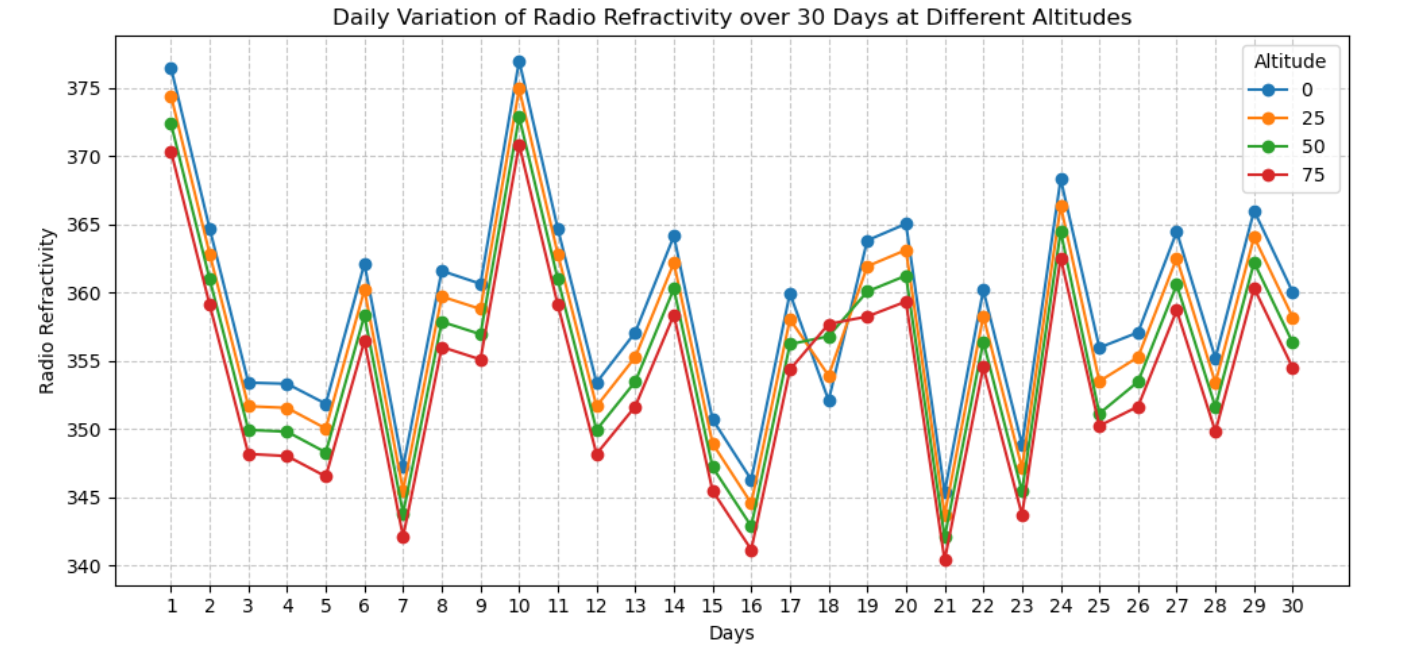 Daily Variation of Radio Refractivity over 30 Days at Different Altitudes
Altitude
0
25
50
75
Radio Refractivity
375
370
365
360
355
350
345
340
1 2 3 4 5 6 7 8 9 10 11 12 13 14 15 16 17 18 19 20 21 22 23 24 25 26 27 28 29 30
Days